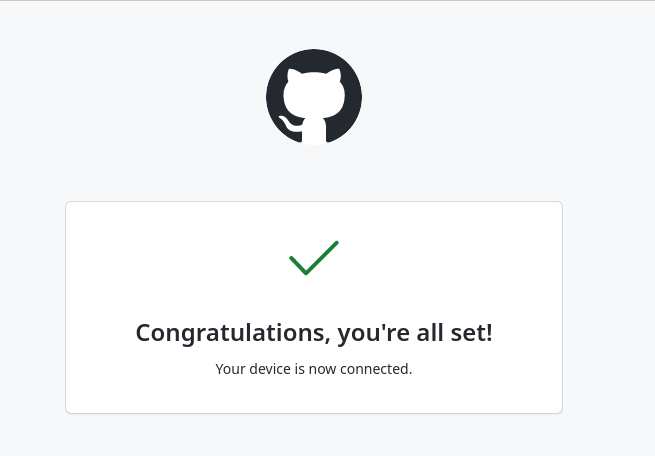 Congratulations, you're all set!
Your device is now connected.